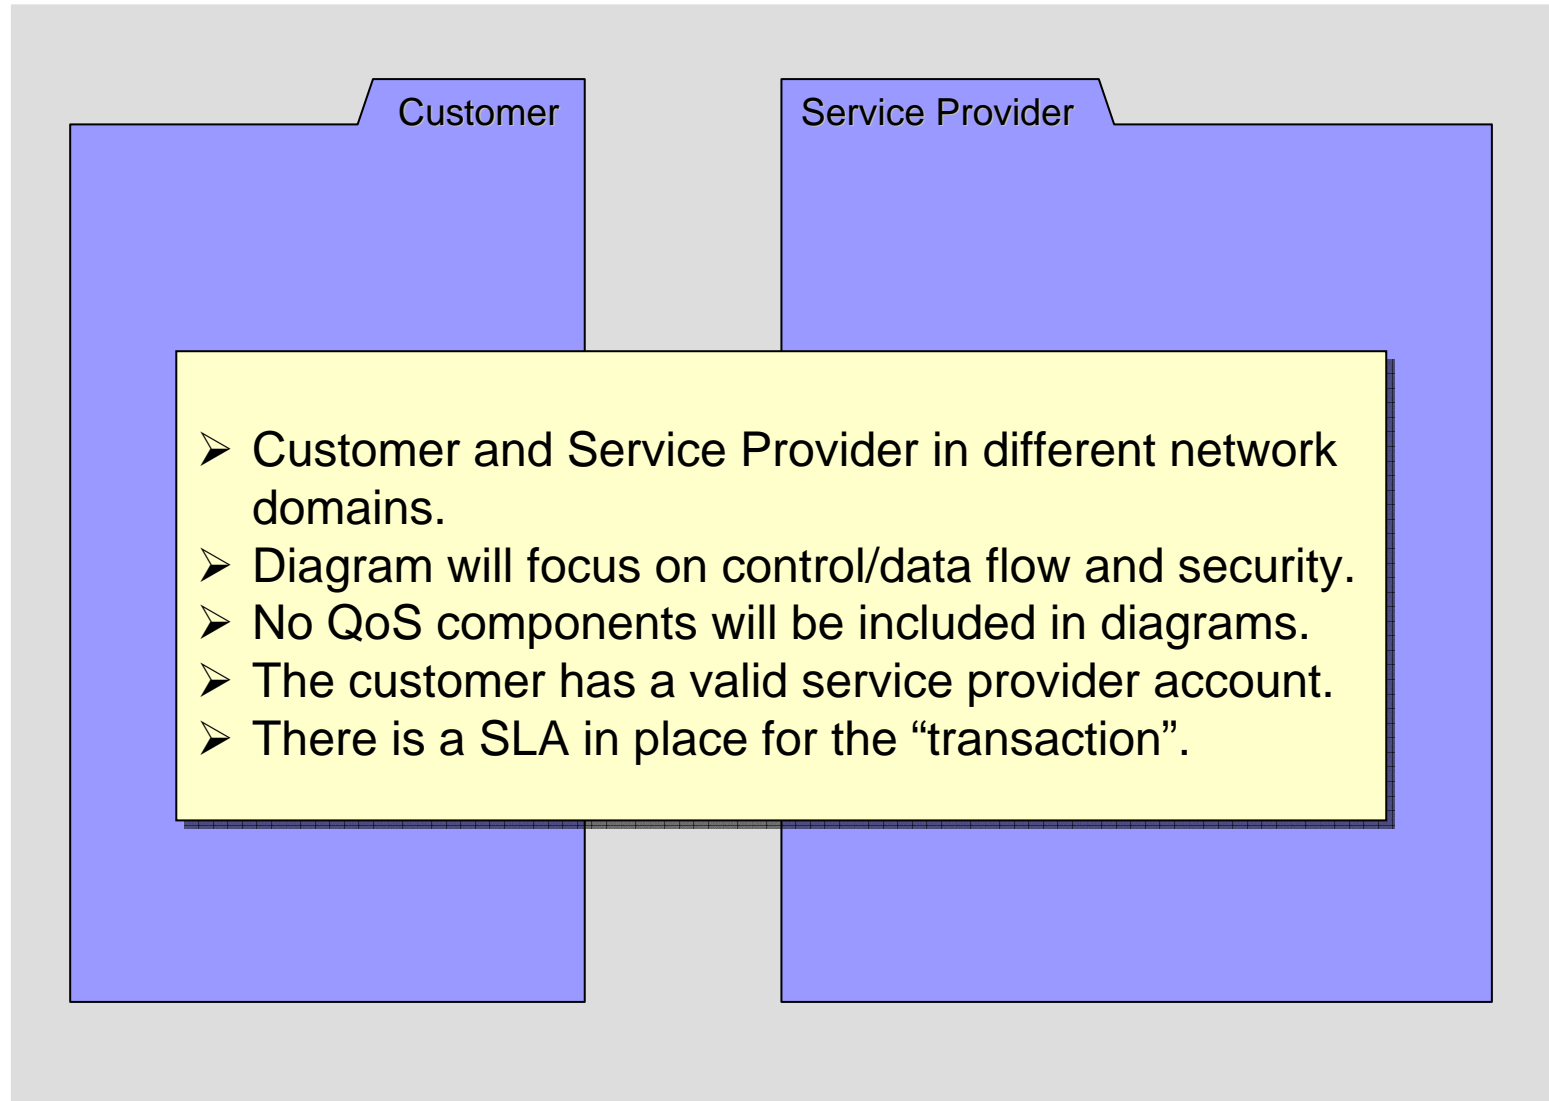 Customer
Service Provider
➢ Customer and Service Provider in different network
domains.
➢ Diagram will focus on control/data flow and security.
➢ No QoS components will be included in diagrams.
➢ The customer has a valid service provider account.
➢ There is a SLA in place for the “transaction”.